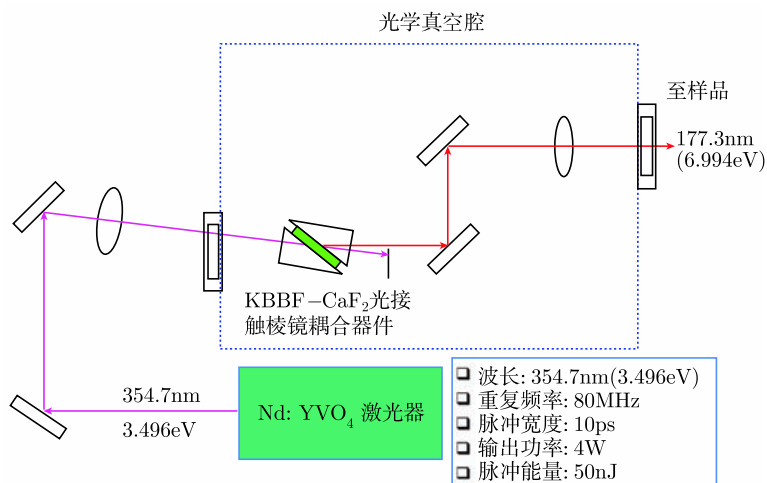 光学真空腔
至样品
177.3nm
(6.994eV)
KBBF−CaF₂光接
触棱镜耦合器件
354.7nm
3.496eV
Nd: YVO₄ 激光器
波长: 354.7nm(3.496eV)
重复频率: 80MHz
脉冲宽度: 10ps
输出功率: 4W
脉冲能量: 50nJ